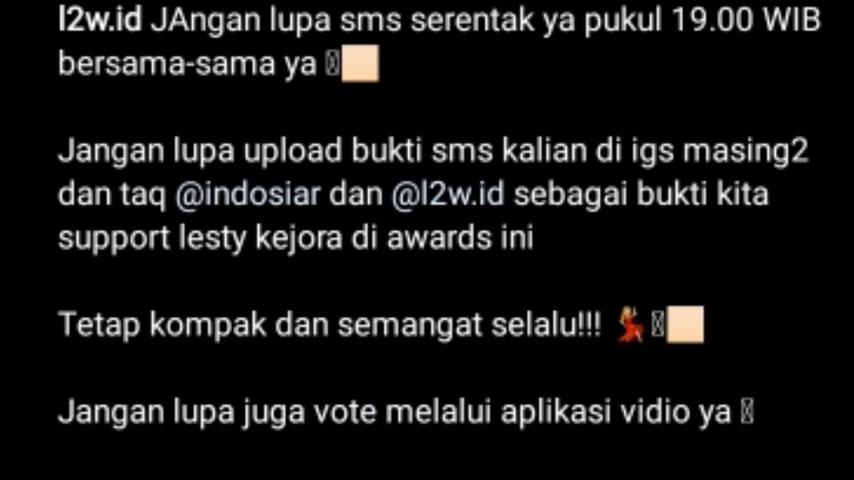 l2w.id JAngan lupa sms serentak ya pukul 19.00 WIB
bersama-sama ya
Jangan lupa upload bukti sms kalian di igs masing2
dan taq @indosiar dan @l2w.id sebagai bukti kita
support lesty kejora di awards ini
Tetap kompak dan semangat selalu!!! 💃
Jangan lupa juga vote melalui aplikasi vidio ya